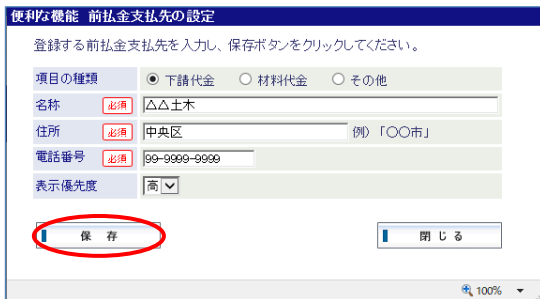 便利な機能 前払金支払先の設定
登録する前払金支払先を入力し、保存ボタンをクリックしてください。
項目の種類 下請代金 材料代金 その他
名称 必須 △△土木
住所 必須 中央区 例）「〇〇市」
電話番号 必須 99-9999-9999
表示優先度 高
保 存 閉じる
100%